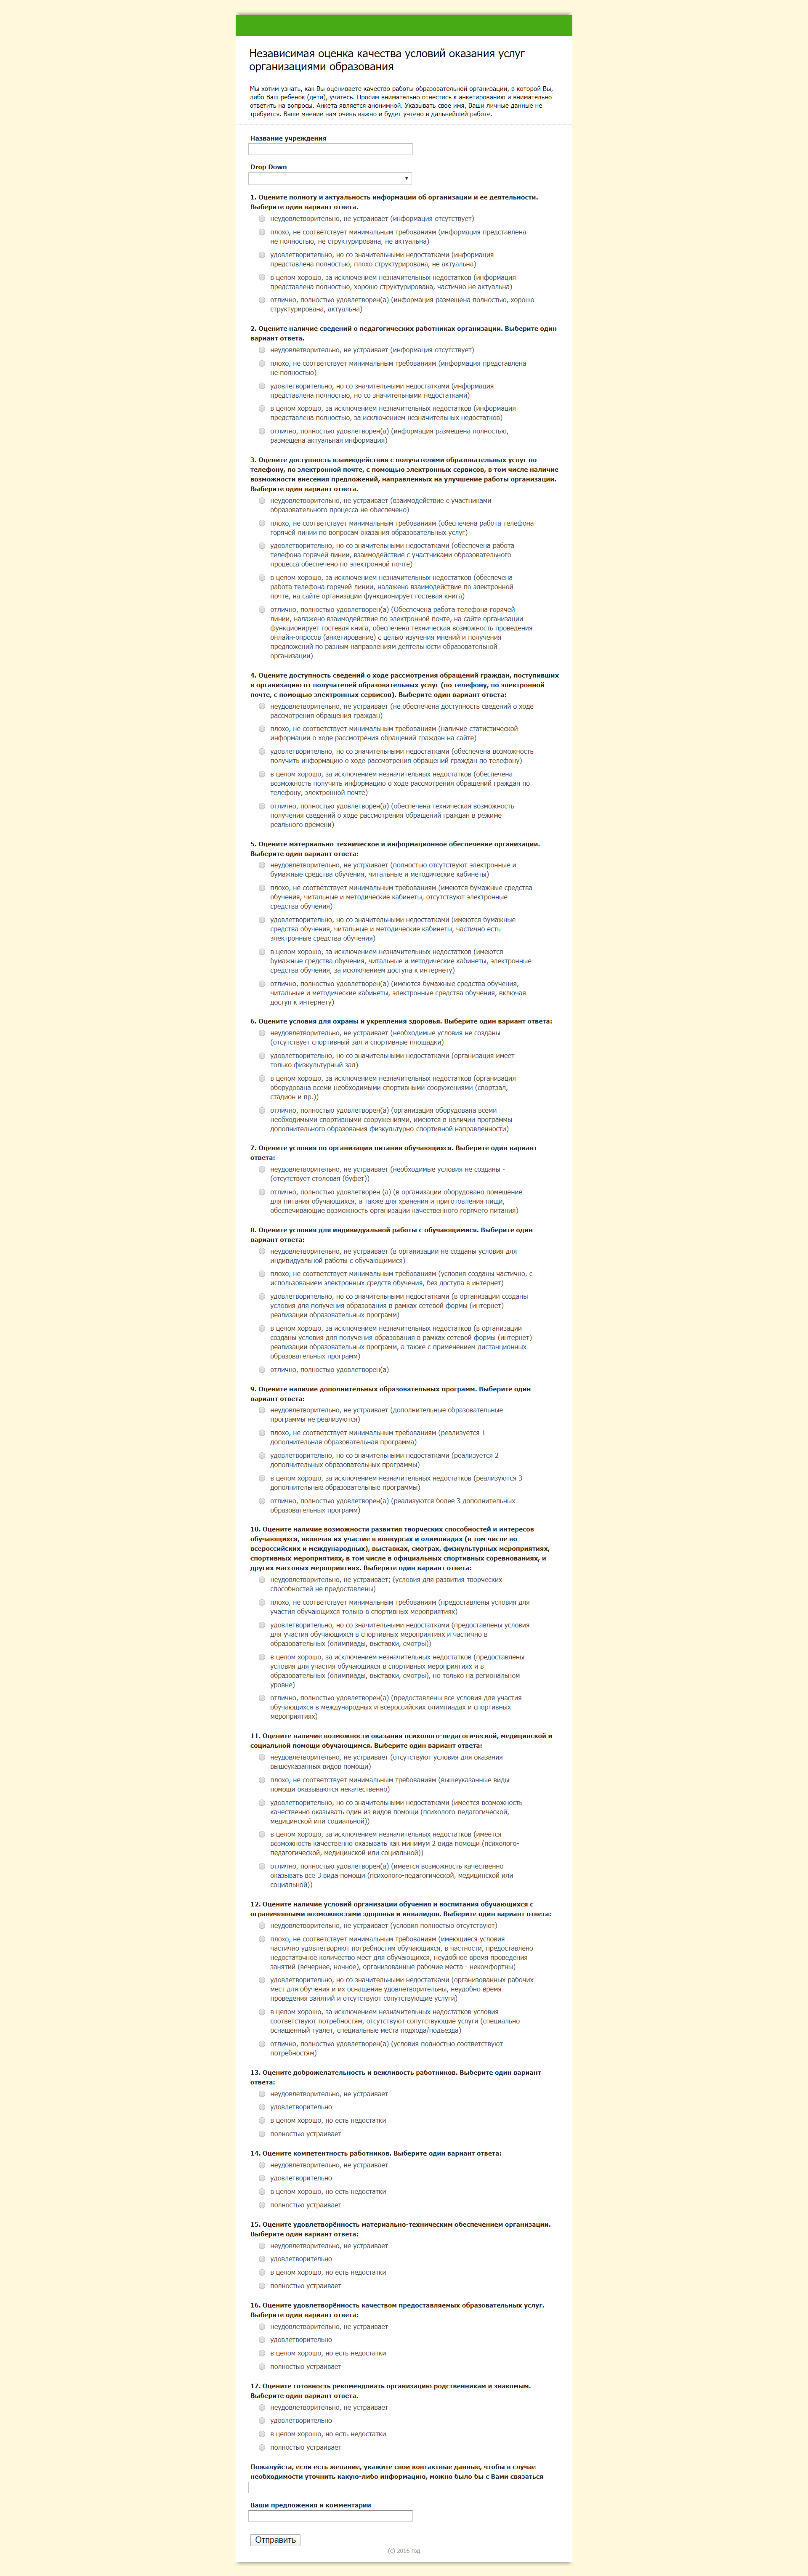 Независимая оценка качества условий оказания услуг
организациями образования
Мы хотим узнать, как Вы оцениваете качество работы образовательной организации, в которой Вы,
либо Ваш ребенок (дети), учитесь. Просим внимательно отнестись к анкетированию и внимательно
ответить на вопросы. Анкета является анонимной. Указывать свое имя, Ваши личные данные не
требуется. Ваше мнение нам очень важно и будет учтено в дальнейшей работе.
Название учреждения
Drop Down
1. Оцените полноту и актуальность информации об организации и ее деятельности.
Выберите один вариант ответа.
неудовлетворительно, не устраивает (информация отсутствует)
плохо, не соответствует минимальным требованиям (информация представлена
не полностью, не структурирована, не актуальна)
удовлетворительно, но со значительными недостатками (информация
представлена полностью, плохо структурирована, не актуальна)
в целом хорошо, за исключением незначительных недостатков (информация
представлена полностью, хорошо структурирована, частично не актуальна)
отлично, полностью удовлетворен(а) (информация размещена полностью, хорошо
структурирована, актуальна)
2. Оцените наличие сведений о педагогических работниках организации. Выберите один
вариант ответа.
неудовлетворительно, не устраивает (информация отсутствует)
плохо, не соответствует минимальным требованиям (информация представлена
не полностью)
удовлетворительно, но со значительными недостатками (информация
представлена полностью, но со значительными недостатками)
в целом хорошо, за исключением незначительных недостатков (информация
представлена полностью, за исключением незначительных недостатков)
отлично, полностью удовлетворен(а) (информация размещена полностью,
размещена актуальная информация)
3. Оцените доступность взаимодействия с получателями образовательных услуг по
телефону, по электронной почте, с помощью электронных сервисов, в том числе наличие
возможности внесения предложений, направленных на улучшение работы организации.
Выберите один вариант ответа.
неудовлетворительно, не устраивает (взаимодействие с участниками
образовательного процесса не обеспечено)
плохо, не соответствует минимальным требованиям (обеспечена работа телефона
горячей линии по вопросам оказания образовательных услуг)
удовлетворительно, но со значительными недостатками (обеспечена работа
телефона горячей линии, взаимодействие с участниками образовательного
процесса обеспечено по электронной почте)
в целом хорошо, за исключением незначительных недостатков (обеспечена
работа телефона горячей линии, налажено взаимодействие по электронной
почте, на сайте организации функционирует гостевая книга)
отлично, полностью удовлетворен(а) (Обеспечена работа телефона горячей
линии, налажено взаимодействие по электронной почте, на сайте организации
функционирует гостевая книга, обеспечена техническая возможность проведения
онлайн-опросов (анкетирование) с целью изучения мнений и получения
предложений по разным направлениям деятельности образовательной
организации)
4. Оцените доступность сведений о ходе рассмотрения обращений граждан, поступивших
в организацию от получателей образовательных услуг (по телефону, по электронной
почте, с помощью электронных сервисов). Выберите один вариант ответа:
неудовлетворительно, не устраивает (не обеспечена доступность сведений о ходе
рассмотрения обращения граждан)
плохо, не соответствует минимальным требованиям (наличие статистической
информации о ходе рассмотрения обращений граждан на сайте)
удовлетворительно, но со значительными недостатками (обеспечена возможность
получить информацию о ходе рассмотрения обращений граждан по телефону)
в целом хорошо, за исключением незначительных недостатков (обеспечена
возможность получить информацию о ходе рассмотрения обращений граждан по
телефону, электронной почте)
отлично, полностью удовлетворен(а) (обеспечена техническая возможность
получения сведений о ходе рассмотрения обращений граждан в режиме
реального времени)
5. Оцените материально-техническое и информационное обеспечение организации.
Выберите один вариант ответа:
неудовлетворительно, не устраивает (полностью отсутствуют электронные и
бумажные средства обучения, читальные и методические кабинеты)
плохо, не соответствует минимальным требованиям (имеются бумажные средства
обучения, читальные и методические кабинеты, отсутствуют электронные
средства обучения)
удовлетворительно, но со значительными недостатками (имеются бумажные
средства обучения, читальные и методические кабинеты, частично есть
электронные средства обучения)
в целом хорошо, за исключением незначительных недостатков (имеются
бумажные средства обучения, читальные и методические кабинеты, электронные
средства обучения, за исключением доступа к интернету)
отлично, полностью удовлетворен(а) (имеются бумажные средства обучения,
читальные и методические кабинеты, электронные средства обучения, включая
доступ к интернету)
6. Оцените условия для охраны и укрепления здоровья. Выберите один вариант ответа:
неудовлетворительно, не устраивает (необходимые условия не созданы
(отсутствует спортивный зал и спортивные площадки)
удовлетворительно, но со значительными недостатками (организация имеет
только физкультурный зал)
в целом хорошо, за исключением незначительных недостатков (организация
оборудована всеми необходимыми спортивными сооружениями (спортзал,
стадион и пр.))
отлично, полностью удовлетворен(а) (организация оборудована всеми
необходимыми спортивными сооружениями, имеются в наличии программы
дополнительного образования физкультурно-спортивной направленности)
7. Оцените условия по организации питания обучающихся. Выберите один вариант
ответа:
неудовлетворительно, не устраивает (необходимые условия не созданы -
(отсутствует столовая (буфет))
отлично, полностью удовлетворен (а) (в организации оборудовано помещение
для питания обучающихся, а также для хранения и приготовления пищи,
обеспечивающие возможность организации качественного горячего питания)
8. Оцените условия для индивидуальной работы с обучающимися. Выберите один
вариант ответа:
неудовлетворительно, не устраивает (в организации не созданы условия для
индивидуальной работы с обучающимися)
плохо, не соответствует минимальным требованиям (условия созданы частично, с
использованием электронных средств обучения, без доступа в интернет)
удовлетворительно, но со значительными недостатками (в организации созданы
условия для получения образования в рамках сетевой формы (интернет)
реализации образовательных программ)
в целом хорошо, за исключением незначительных недостатков (в организации
созданы условия для получения образования в рамках сетевой формы (интернет)
реализации образовательных программ, а также с применением дистанционных
образовательных программ)
отлично, полностью удовлетворен(а)
9. Оцените наличие дополнительных образовательных программ. Выберите один
вариант ответа:
неудовлетворительно, не устраивает (дополнительные образовательные
программы не реализуются)
плохо, не соответствует минимальным требованиям (реализуется 1
дополнительная образовательная программа)
удовлетворительно, но со значительными недостатками (реализуется 2
дополнительных образовательных программы)
в целом хорошо, за исключением незначительных недостатков (реализуются 3
дополнительные образовательные программы)
отлично, полностью удовлетворен(а) (реализуются более 3 дополнительных
образовательных программ)
10. Оцените наличие возможности развития творческих способностей и интересов
обучающихся, включая их участие в конкурсах и олимпиадах (в том числе во
всероссийских и международных), выставках, смотрах, физкультурных мероприятиях,
спортивных мероприятиях, в том числе в официальных спортивных соревнованиях, и
других массовых мероприятиях. Выберите один вариант ответа:
неудовлетворительно, не устраивает; (условия для развития творческих
способностей не предоставлены)
плохо, не соответствует минимальным требованиям (предоставлены условия для
участия обучающихся только в спортивных мероприятиях)
удовлетворительно, но со значительными недостатками (предоставлены условия
для участия обучающихся в спортивных мероприятиях и частично в
образовательных (олимпиады, выставки, смотры))
в целом хорошо, за исключением незначительных недостатков (предоставлены
условия для участия обучающихся в спортивных мероприятиях и в
образовательных (олимпиады, выставки, смотры), но только на региональном
уровне)
отлично, полностью удовлетворен(а) (предоставлены все условия для участия
обучающихся в международных и всероссийских олимпиадах и спортивных
мероприятиях)
11. Оцените наличие возможности оказания психолого-педагогической, медицинской и
социальной помощи обучающимся. Выберите один вариант ответа:
неудовлетворительно, не устраивает (отсутствуют условия для оказания
вышеуказанных видов помощи)
плохо, не соответствует минимальным требованиям (вышеуказанные виды
помощи оказываются некачественно)
удовлетворительно, но со значительными недостатками (имеется возможность
качественно оказывать один из видов помощи (психолого-педагогической,
медицинской или социальной))
в целом хорошо, за исключением незначительных недостатков (имеется
возможность качественно оказывать как минимум 2 вида помощи (психолого-
педагогической, медицинской или социальной))
отлично, полностью удовлетворен(а) (имеется возможность качественно
оказывать все 3 вида помощи (психолого-педагогической, медицинской или
социальной))
12. Оцените наличие условий организации обучения и воспитания обучающихся с
ограниченными возможностями здоровья и инвалидов. Выберите один вариант ответа:
неудовлетворительно, не устраивает (условия полностью отсутствуют)
плохо, не соответствует минимальным требованиям (имеющиеся условия
частично удовлетворяют потребностям обучающихся, в частности, предоставлено
недостаточное количество мест для обучающихся, неудобное время проведения
занятий (вечернее, ночное), организованные рабочие места - некомфортны)
удовлетворительно, но со значительными недостатками (организованных рабочих
мест для обучения и их оснащение удовлетворительны, неудобно время
проведения занятий и отсутствуют сопутствующие услуги)
в целом хорошо, за исключением незначительных недостатков условия
соответствуют потребностям, отсутствуют сопутствующие услуги (специально
оснащенный туалет, специальные места подхода/подъезда)
отлично, полностью удовлетворен(а) (условия полностью соответствуют
потребностям)
13. Оцените доброжелательность и вежливость работников. Выберите один вариант
ответа:
неудовлетворительно, не устраивает
удовлетворительно
в целом хорошо, но есть недостатки
полностью устраивает
14. Оцените компетентность работников. Выберите один вариант ответа:
неудовлетворительно, не устраивает
удовлетворительно
в целом хорошо, но есть недостатки
полностью устраивает
15. Оцените удовлетворённость материально-техническим обеспечением организации.
Выберите один вариант ответа:
неудовлетворительно, не устраивает
удовлетворительно
в целом хорошо, но есть недостатки
полностью устраивает
16. Оцените удовлетворённость качеством предоставляемых образовательных услуг.
Выберите один вариант ответа:
неудовлетворительно, не устраивает
удовлетворительно
в целом хорошо, но есть недостатки
полностью устраивает
17. Оцените готовность рекомендовать организацию родственникам и знакомым.
Выберите один вариант ответа.
неудовлетворительно, не устраивает
удовлетворительно
в целом хорошо, но есть недостатки
полностью устраивает
Пожалуйста, если есть желание, укажите свои контактные данные, чтобы в случае
необходимости уточнить какую-либо информацию, можно было бы с Вами связаться
Ваши предложения и комментарии
Отправить
(c) 2016 год